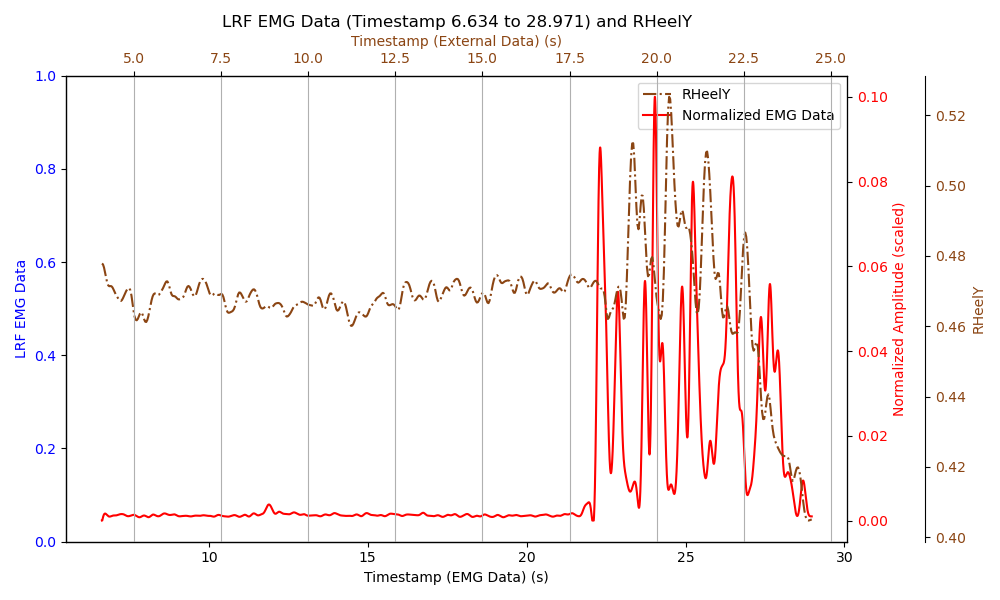 LRF EMG Data (Timestamp 6.634 to 28.971) and RHeelY
Timestamp (External Data) (s)
5.0 7.5 10.0 12.5 15.0 17.5 20.0 22.5 25.0
RHeelY
Normalized EMG Data
LRF EMG Data
1.0
0.8
0.6
0.4
0.2
0.0
0.10
0.08
0.06
0.04
0.02
0.00
Normalized Amplitude (scaled)
0.52
0.50
0.48
0.46
0.44
0.42
0.40
RHeelY
10 15 20 25 30
Timestamp (EMG Data) (s)